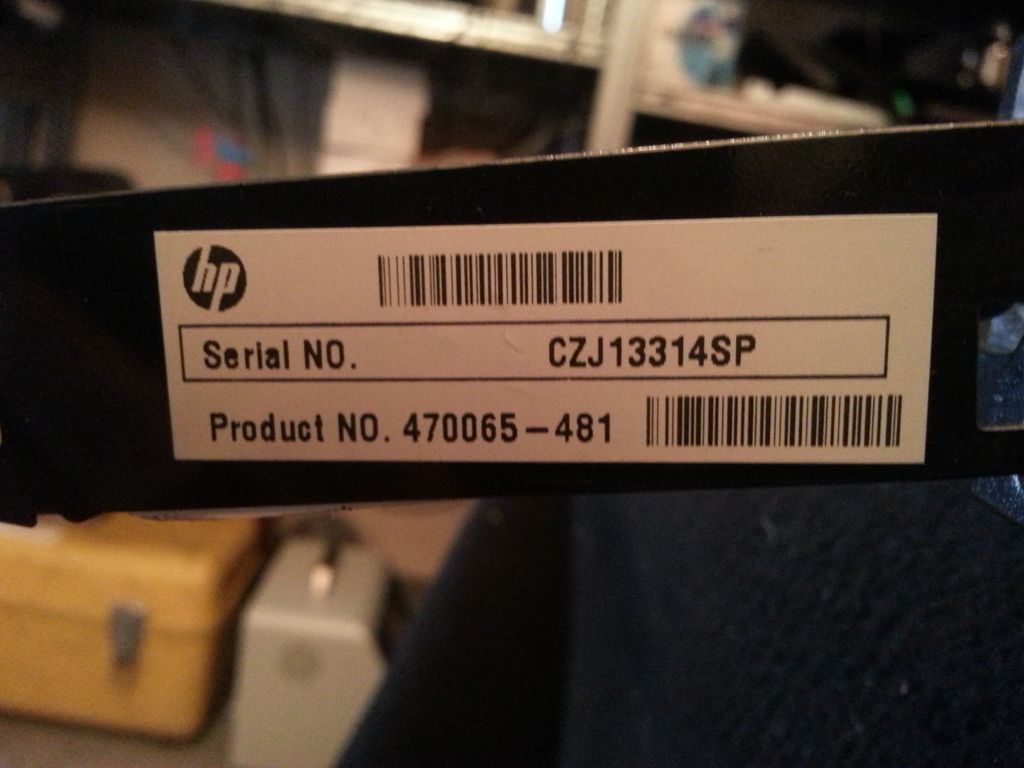 hp
Serial NO. CZJ13314SP
Product NO. 470065-481